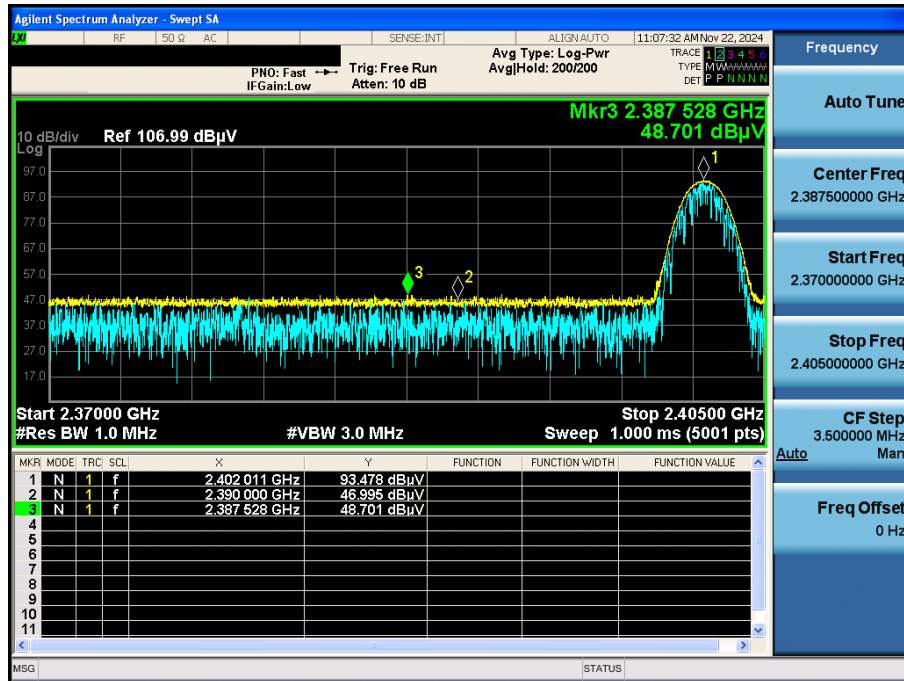 Agilent Spectrum Analyzer - Swept SA
LXI RF 50 Ω AC SENSE:INT ALIGN AUTO 11:07:32 AM Nov 22, 2024
PNO: Fast
IFGain:Low
Trig: Free Run
Atten: 10 dB
Avg Type: Log-Pwr
Avg|Hold: 200/200
TRACE 1 2 3 4 5 6
TYPE M W W W W W
DET P P N N N N
Mkr3 2.387 528 GHz
48.701 dBµV
10 dB/div Ref 106.99 dBµV
Log
97.0
87.0
77.0
67.0
57.0
47.0
37.0
27.0
17.0
1
2
3
Start 2.37000 GHz Stop 2.40500 GHz
#Res BW 1.0 MHz #VBW 3.0 MHz Sweep 1.000 ms (5001 pts)
MKR MODE TRC SCL X Y FUNCTION FUNCTION WIDTH FUNCTION VALUE
1 N 1 f 2.402 011 GHz 93.478 dBµV
2 N 1 f 2.390 000 GHz 46.995 dBµV
3 N 1 f 2.387 528 GHz 48.701 dBµV
4
5
6
7
8
9
10
11
MSG STATUS
Frequency
Auto Tune
Center Freq
2.387500000 GHz
Start Freq
2.370000000 GHz
Stop Freq
2.405000000 GHz
CF Step
3.500000 MHz
Auto Man
Freq Offset
0 Hz